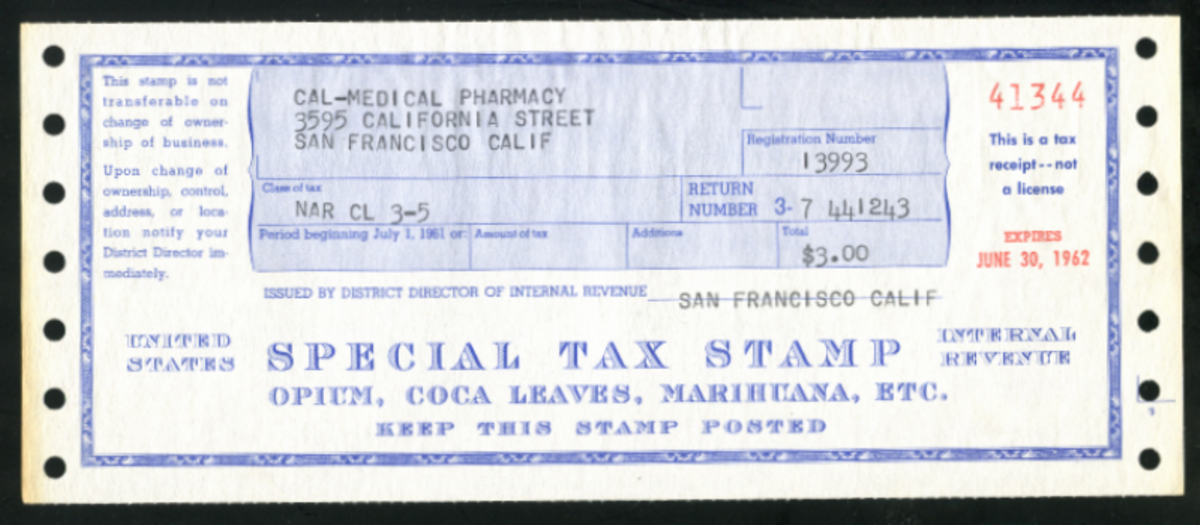 This stamp is not
transferable on
change of owner-
ship of business.
Upon change of
ownership, control,
address, or loca-
tion notify your
District Director im-
mediately.
CAL-MEDICAL PHARMACY
3595 CALIFORNIA STREET
SAN FRANCISCO CALIF
Registration Number
13993
Class of tax
NAR CL 3-5
RETURN
NUMBER 3-7 441243
Period beginning July 1, 1961 or:
Amount of tax
Additions
Total
$3.00
41344
This is a tax
receipt--not
a license
EXPIRES
JUNE 30, 1962
ISSUED BY DISTRICT DIRECTOR OF INTERNAL REVENUE SAN FRANCISCO CALIF
UNITED
STATES
SPECIAL TAX STAMP
INTERNAL
REVENUE
OPIUM, COCA LEAVES, MARIHUANA, ETC.
KEEP THIS STAMP POSTED